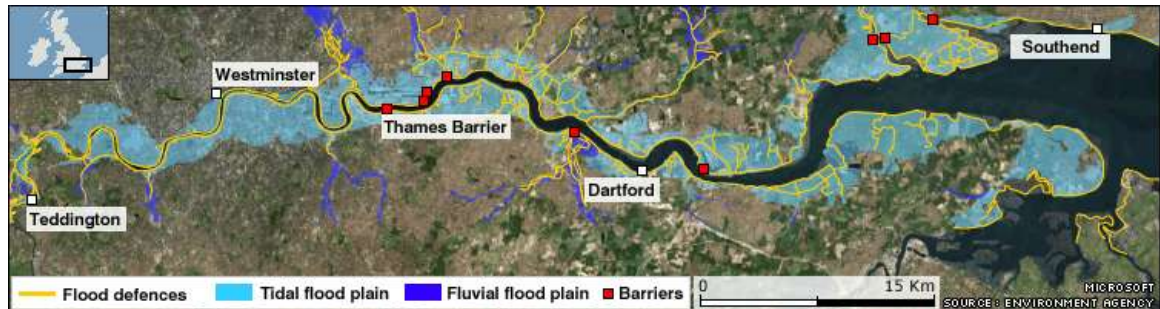 Southend
Westminster
Thames Barrier
Dartford
Teddington
Flood defences
Tidal flood plain
Fluvial flood plain
Barriers
0
15 Km
MICROSOFT
SOURCE : ENVIRONMENT AGENCY